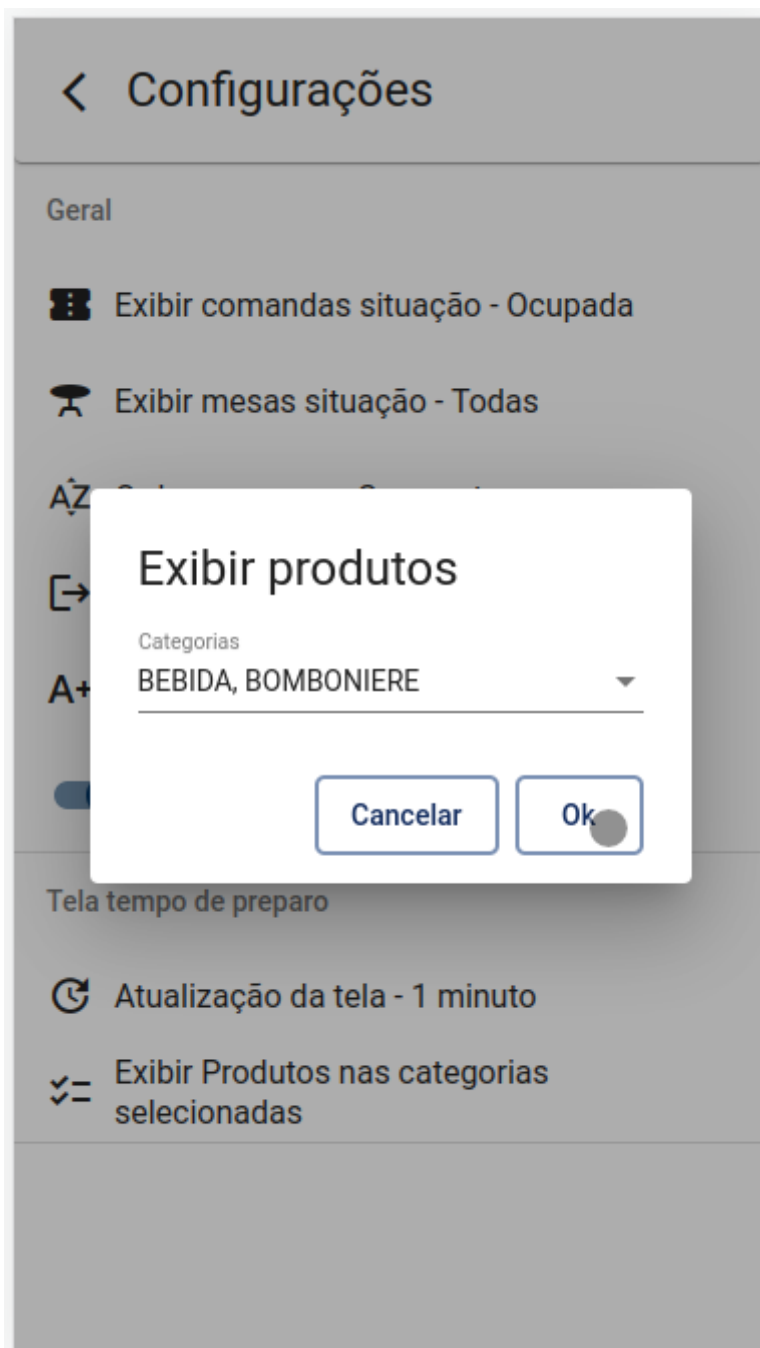 Configurações
Geral
Exibir comandas situação - Ocupada
Exibir mesas situação - Todas
AZ
A+
Exibir produtos
Categorias
BEBIDA, BOMBONIERE
Cancelar
Ok
Tela tempo de preparo
Atualização da tela - 1 minuto
Exibir Produtos nas categorias
selecionadas